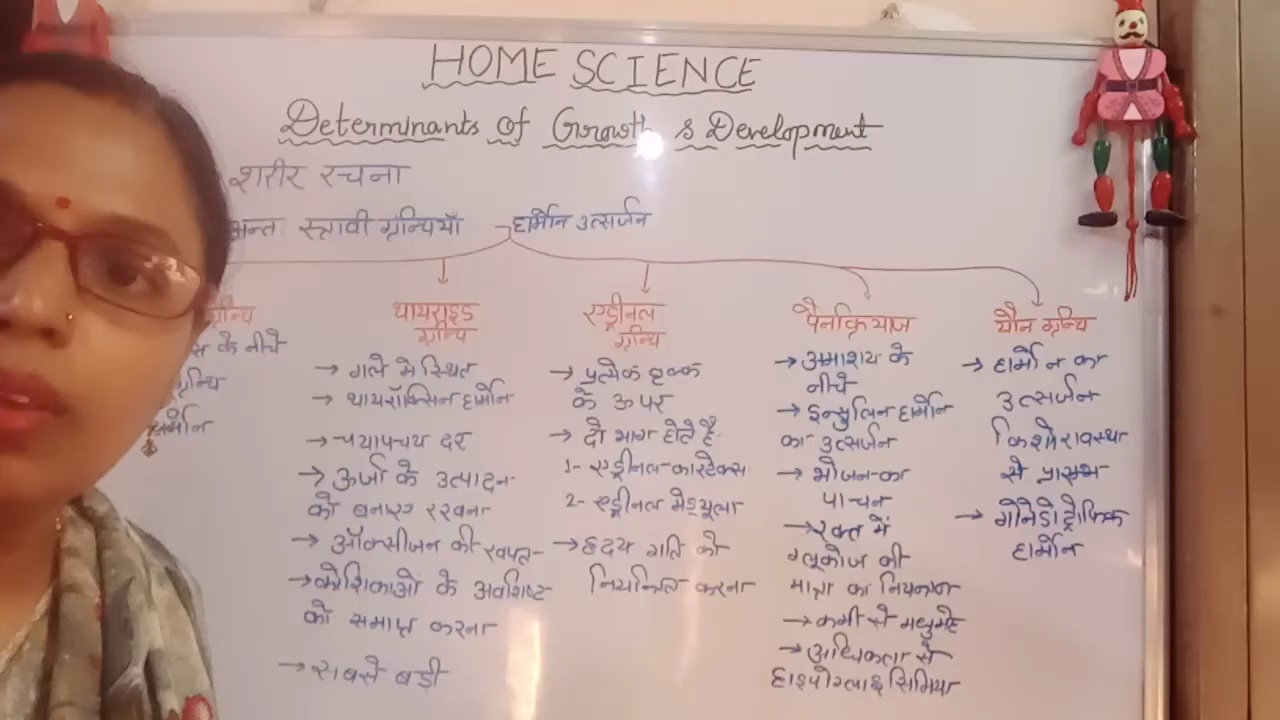 HOME SCIENCE
Determinants of Growth & Development
शरीर रचना
अन्तः स्त्रावी ग्रन्थियाँ
हार्मोन उत्सर्जन
के नीचे
ग्रन्थि
थायराइड
ग्रन्थि
→ गले मे स्थित
→ थायरॉक्सिन हार्मोन
→ चयापचय दर
→ ऊर्जा के उत्पादन
को बनाए रखना
→ ऑक्सीजन की खपत
→ कोशिकाओं के अवशिष्ट
को समाप्त करना
→ सबसे बडी
एड्रीनल
ग्रन्थि
→ प्रत्येक वृक्क
के ऊपर
→ दो भाग होते है
1- एड्रीनल कारटेक्स
2- एड्रीनल मेड्यूला
→ हृदय गति को
नियन्त्रित करना
पैनक्रियाज
→ अमाशय के
नीचे
→ इन्सुलिन हार्मोन
का उत्सर्जन
→ भोजन का
पाचन
→ रक्त में
ग्लूकोज की
मात्रा का नियन्त्रण
→ कमी से मधुमेह
→ अधिकता से
हाइपोग्लाइसिमिया
यौन ग्रन्थि
→ हार्मोन का
उत्सर्जन
किशोरावस्था
से प्रारम्भ
→ गोनेडोट्रोफिक
हार्मोन